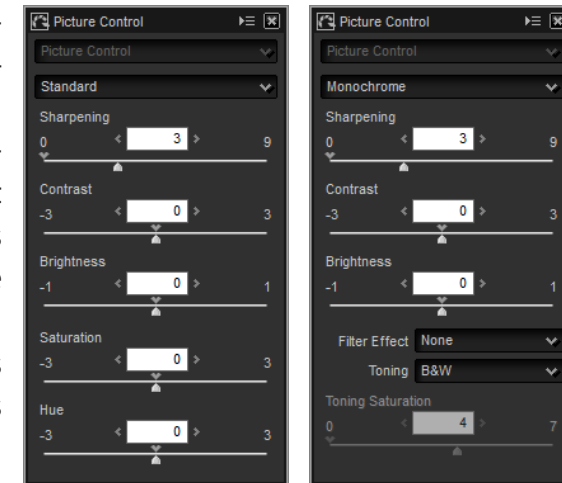 Picture Control
Picture Control
Standard
Sharpening
0 3 9
Contrast
-3 0 3
Brightness
-1 0 1
Saturation
-3 0 3
Hue
-3 0 3
Picture Control
Picture Control
Monochrome
Sharpening
0 3 9
Contrast
-3 0 3
Brightness
-1 0 1
Filter Effect None
Toning B&W
Toning Saturation
0 4 7